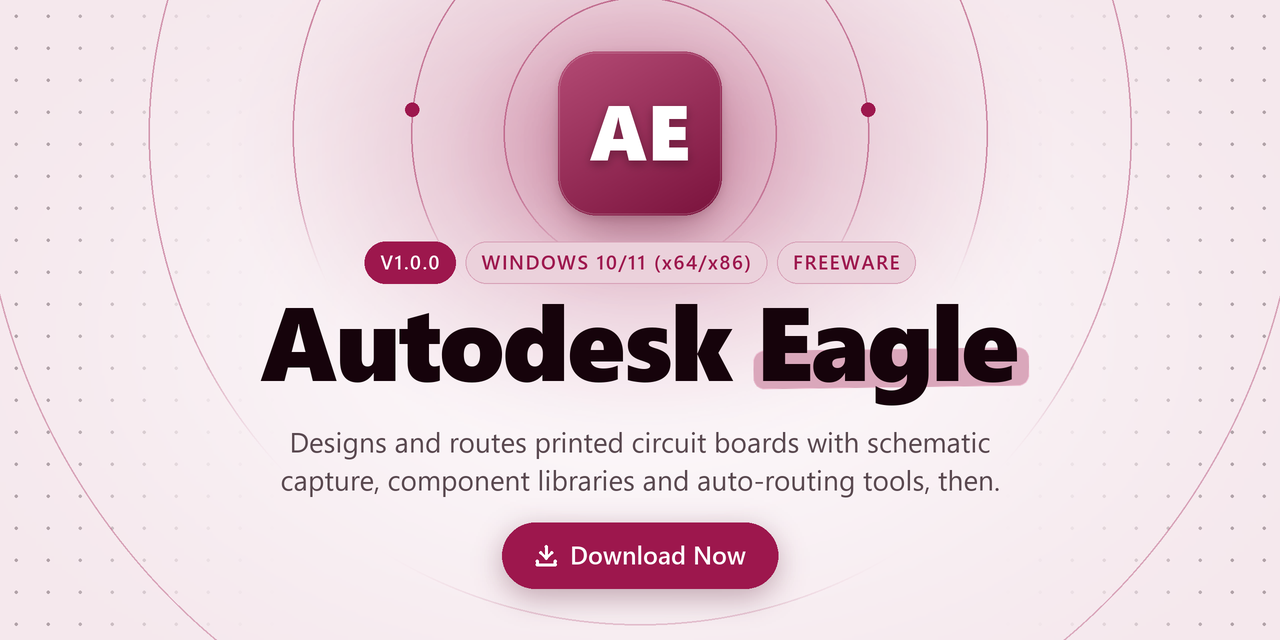 AE
V1.0.0 WINDOWS 10/11 (x64/x86) FREEWARE
Autodesk Eagle
Designs and routes printed circuit boards with schematic
capture, component libraries and auto-routing tools, then.
Download Now